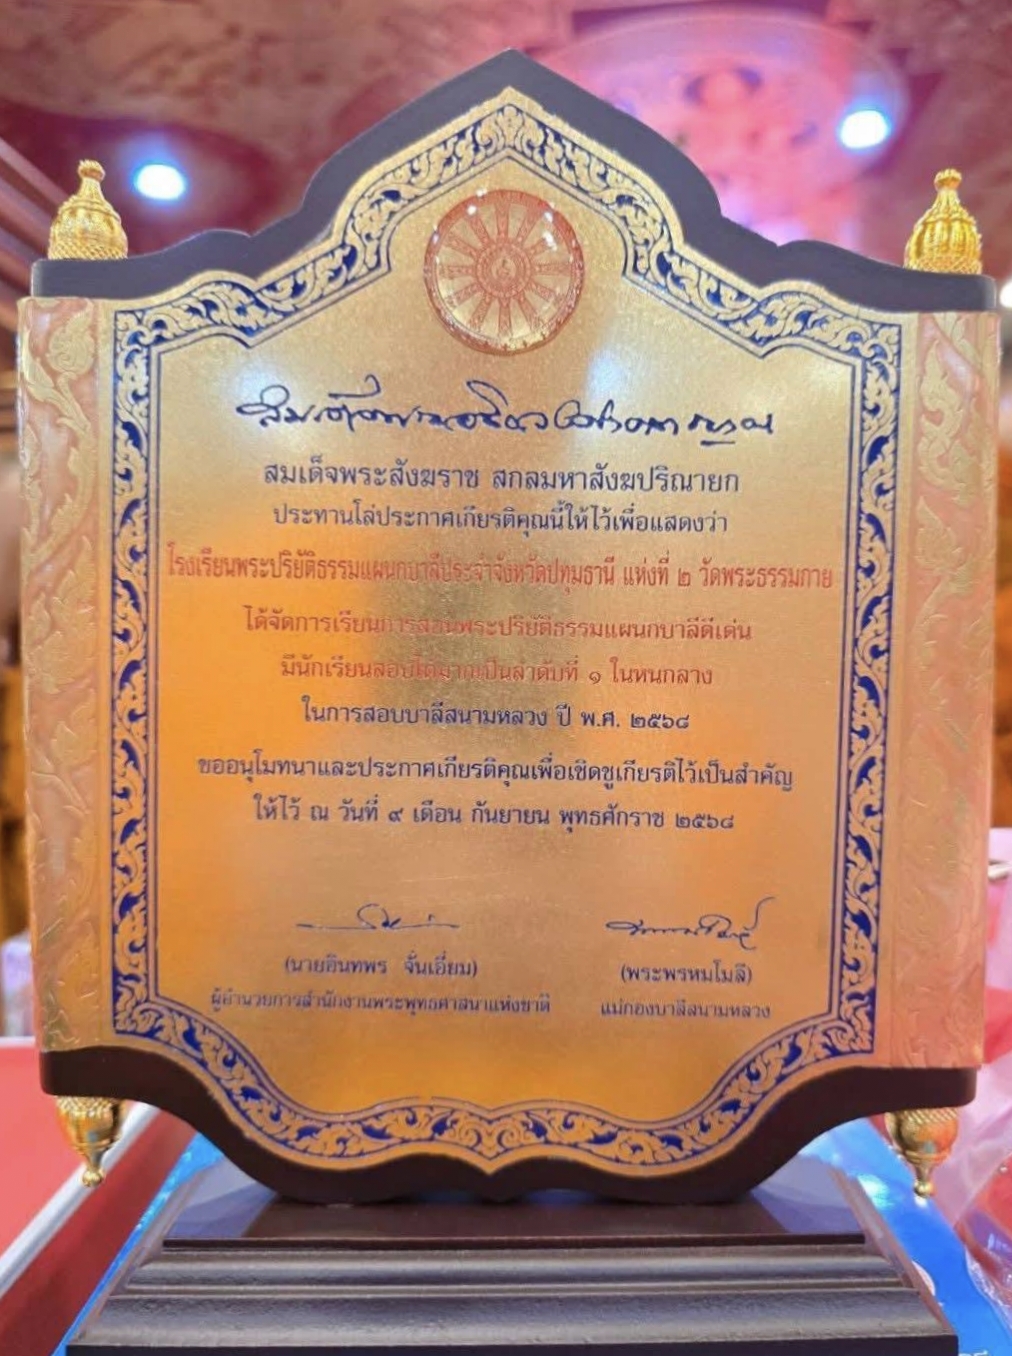 สมเด็จพระสังฆราช สกลมหาสังฆปริณายก
ประทานโล่ประกาศเกียรติคุณนี้ให้ไว้เพื่อแสดงว่า
โรงเรียนพระปริยัติธรรมแผนกบาลีประจำจังหวัดปทุมธานี แห่งที่ ๒ วัดพระธรรมกาย
ได้จัดการเรียนการสอนพระปริยัติธรรมแผนกบาลีดีเด่น
มีนักเรียนสอบได้มากเป็นลำดับที่ ๑ ในหนกลาง
ในการสอบบาลีสนามหลวง ปี พ.ศ. ๒๕๖๘
ขออนุโมทนาและประกาศเกียรติคุณเพื่อเชิดชูเกียรติไว้เป็นสำคัญ
ให้ไว้ ณ วันที่ ๙ เดือน กันยายน พุทธศักราช ๒๕๖๘
(นายอินทพร จั่นเอี่ยม)
ผู้อำนวยการสำนักงานพระพุทธศาสนาแห่งชาติ
(พระพรหมโมลี)
แม่กองบาลีสนามหลวง